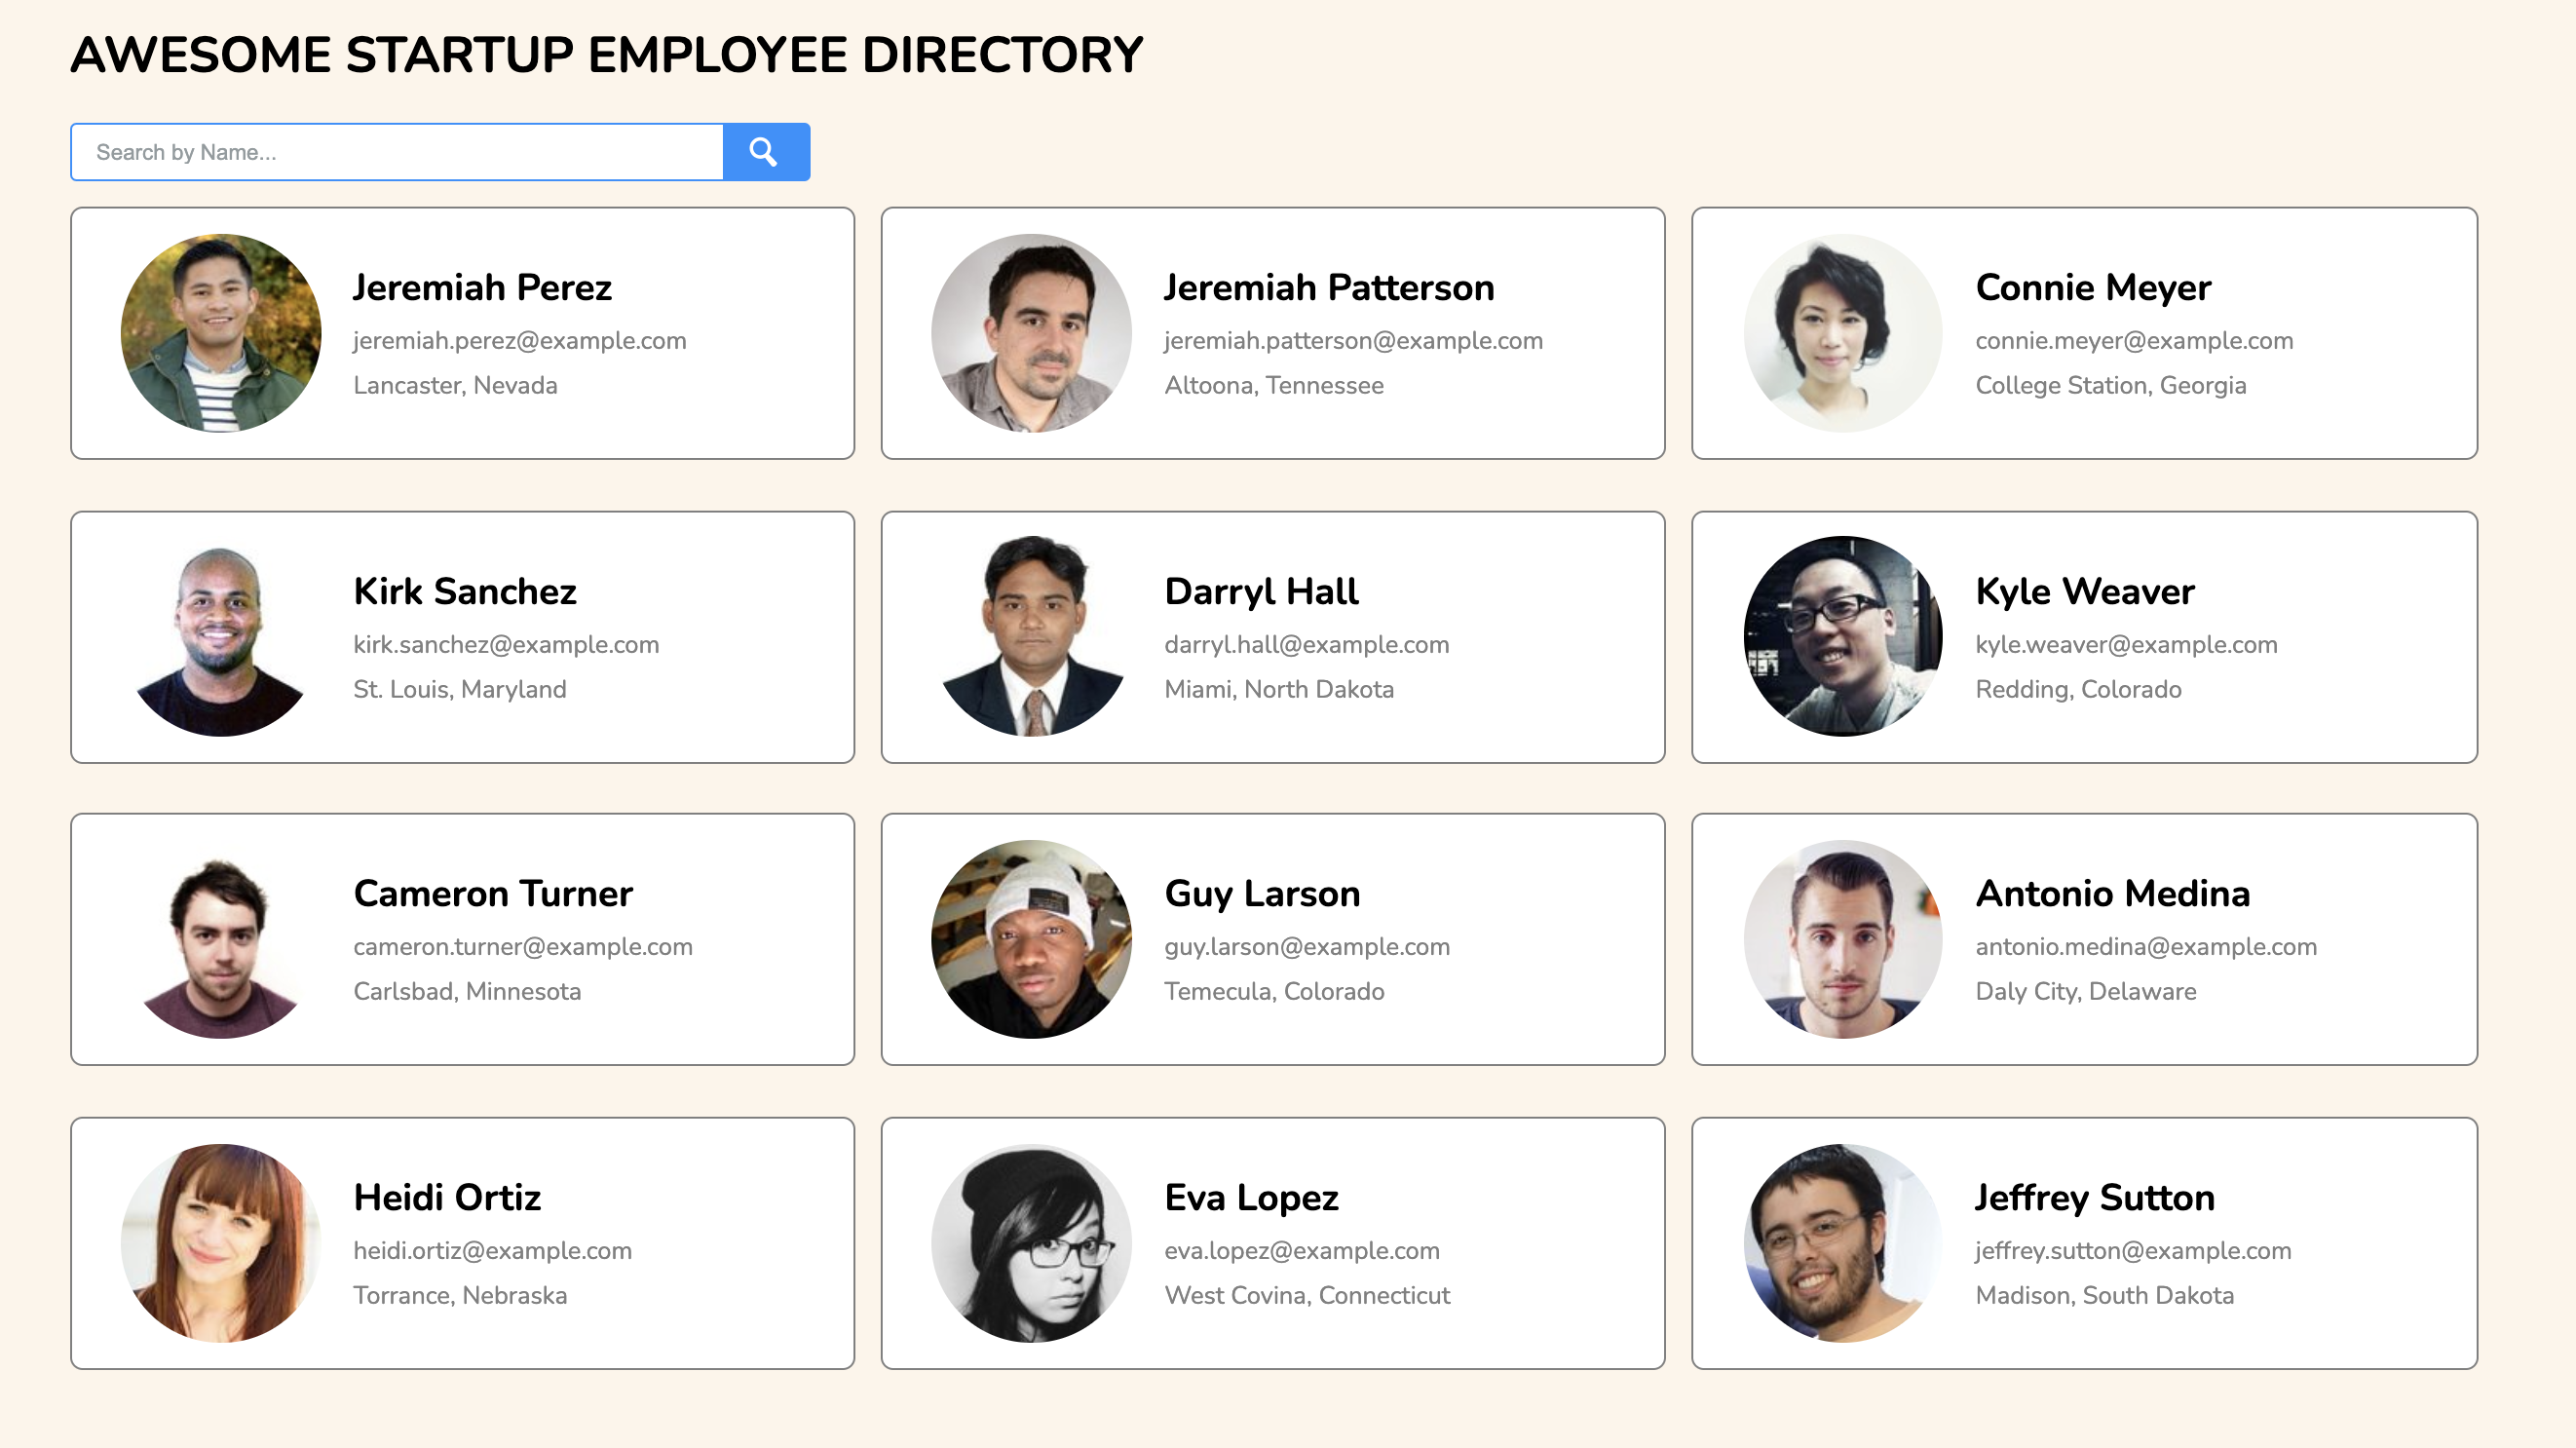 AWESOME STARTUP EMPLOYEE DIRECTORY
Search by Name...
Jeremiah Perez
jeremiah.perez@example.com
Lancaster, Nevada
Jeremiah Patterson
jeremiah.patterson@example.com
Altoona, Tennessee
Connie Meyer
connie.meyer@example.com
College Station, Georgia
Kirk Sanchez
kirk.sanchez@example.com
St. Louis, Maryland
Darryl Hall
darryl.hall@example.com
Miami, North Dakota
Kyle Weaver
kyle.weaver@example.com
Redding, Colorado
Cameron Turner
cameron.turner@example.com
Carlsbad, Minnesota
Guy Larson
guy.larson@example.com
Temecula, Colorado
Antonio Medina
antonio.medina@example.com
Daly City, Delaware
Heidi Ortiz
heidi.ortiz@example.com
Torrance, Nebraska
Eva Lopez
eva.lopez@example.com
West Covina, Connecticut
Jeffrey Sutton
jeffrey.sutton@example.com
Madison, South Dakota